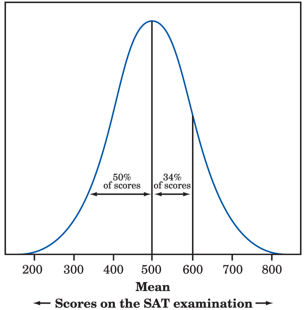 50%
of scores
34%
of scores
200 300 400 500 600 700 800
Mean
Scores on the SAT examination